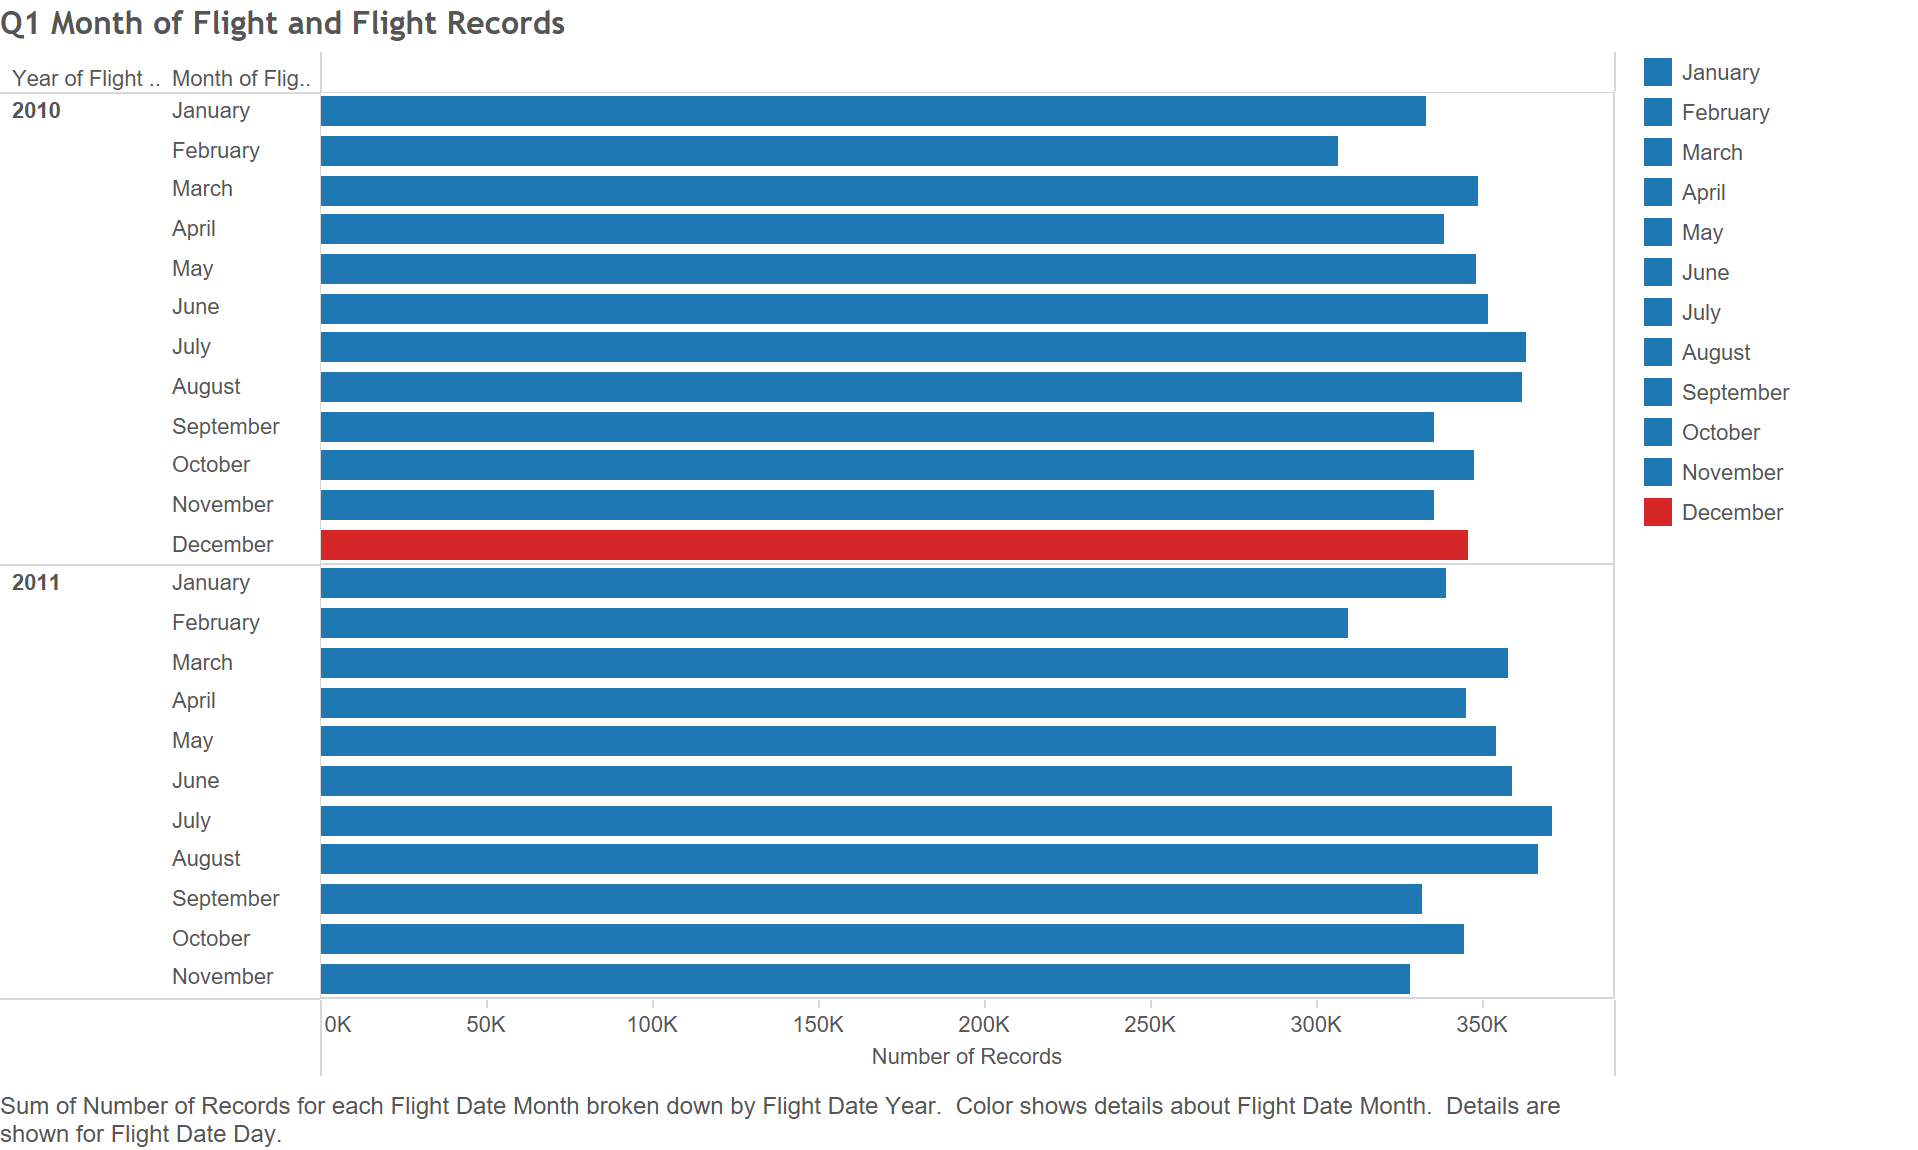 Q1 Month of Flight and Flight Records
Year of Flight .. Month of Flig..
2010 January
February
March
April
May
June
July
August
September
October
November
December
2011 January
February
March
April
May
June
July
August
September
October
November
0K 50K 100K 150K 200K 250K 300K 350K
Number of Records
January
February
March
April
May
June
July
August
September
October
November
December
Sum of Number of Records for each Flight Date Month broken down by Flight Date Year.  Color shows details about Flight Date Month.  Details are
shown for Flight Date Day.